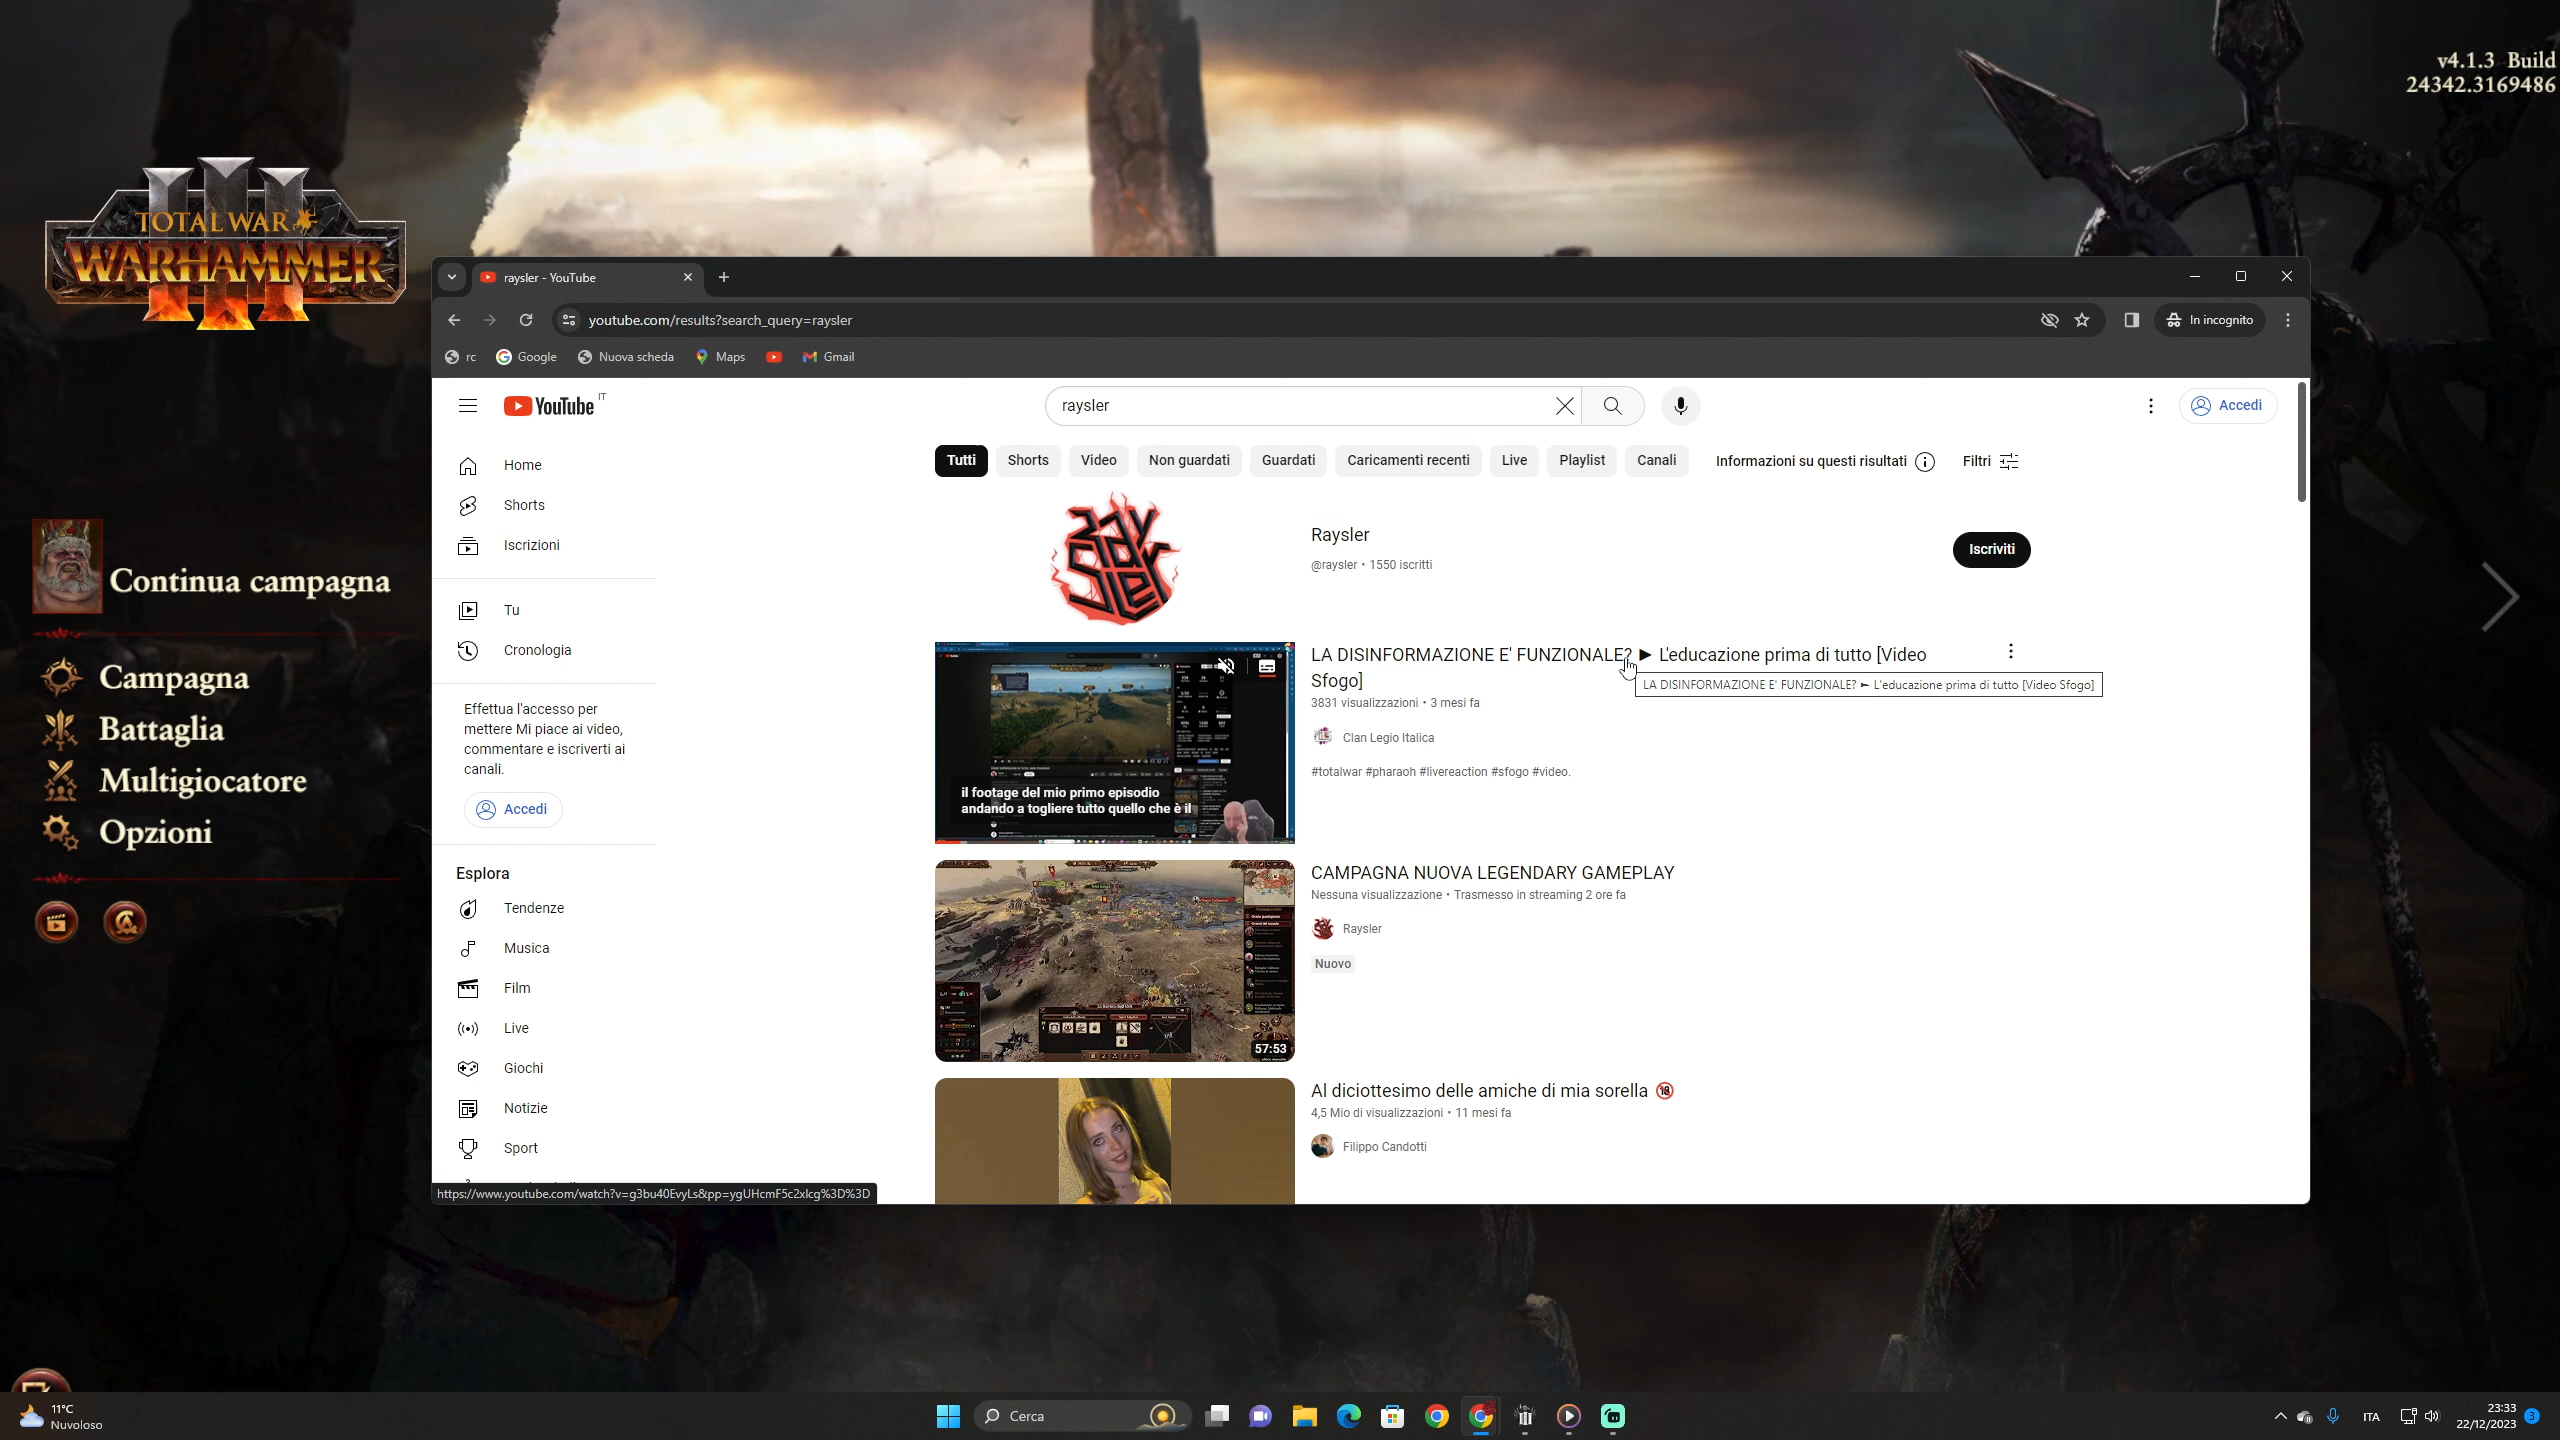 v4.1.3 Build
24342.3169486
TOTAL WAR
WARHAMMER
III
Continua campagna
Campagna
Battaglia
Multigiocatore
Opzioni
raysler - YouTube
youtube.com/results?search_query=raysler
In incognito
rc
Google
Nuova scheda
Maps
Gmail
YouTube IT
raysler
Accedi
Home
Shorts
Iscrizioni
Tu
Cronologia
Effettua l'accesso per
mettere Mi piace ai video,
commentare e iscriverti ai
canali.
Accedi
Esplora
Tendenze
Musica
Film
Live
Giochi
Notizie
Sport
https://www.youtube.com/watch?v=g3bu40EvyLs&pp=ygUHcmF5c2xlcg%3D%3D
Tutti
Shorts
Video
Non guardati
Guardati
Caricamenti recenti
Live
Playlist
Canali
Informazioni su questi risultati
Filtri
Raysler
Raysler
@raysler • 1550 iscritti
Iscriviti
il footage del mio primo episodio
andando a togliere tutto quello che è il
LA DISINFORMAZIONE E' FUNZIONALE? ► L'educazione prima di tutto [Video
Sfogo]
LA DISINFORMAZIONE E' FUNZIONALE? ► L'educazione prima di tutto [Video Sfogo]
3831 visualizzazioni • 3 mesi fa
Clan Legio Italica
#totalwar #pharaoh #livereaction #sfogo #video.
57:53
CAMPAGNA NUOVA LEGENDARY GAMEPLAY
Nessuna visualizzazione • Trasmesso in streaming 2 ore fa
Raysler
Nuovo
Al diciottesimo delle amiche di mia sorella 🔞
4,5 Mio di visualizzazioni • 11 mesi fa
Filippo Candotti
11°C
Nuvoloso
Cerca
ITA
23:33
22/12/2023
3